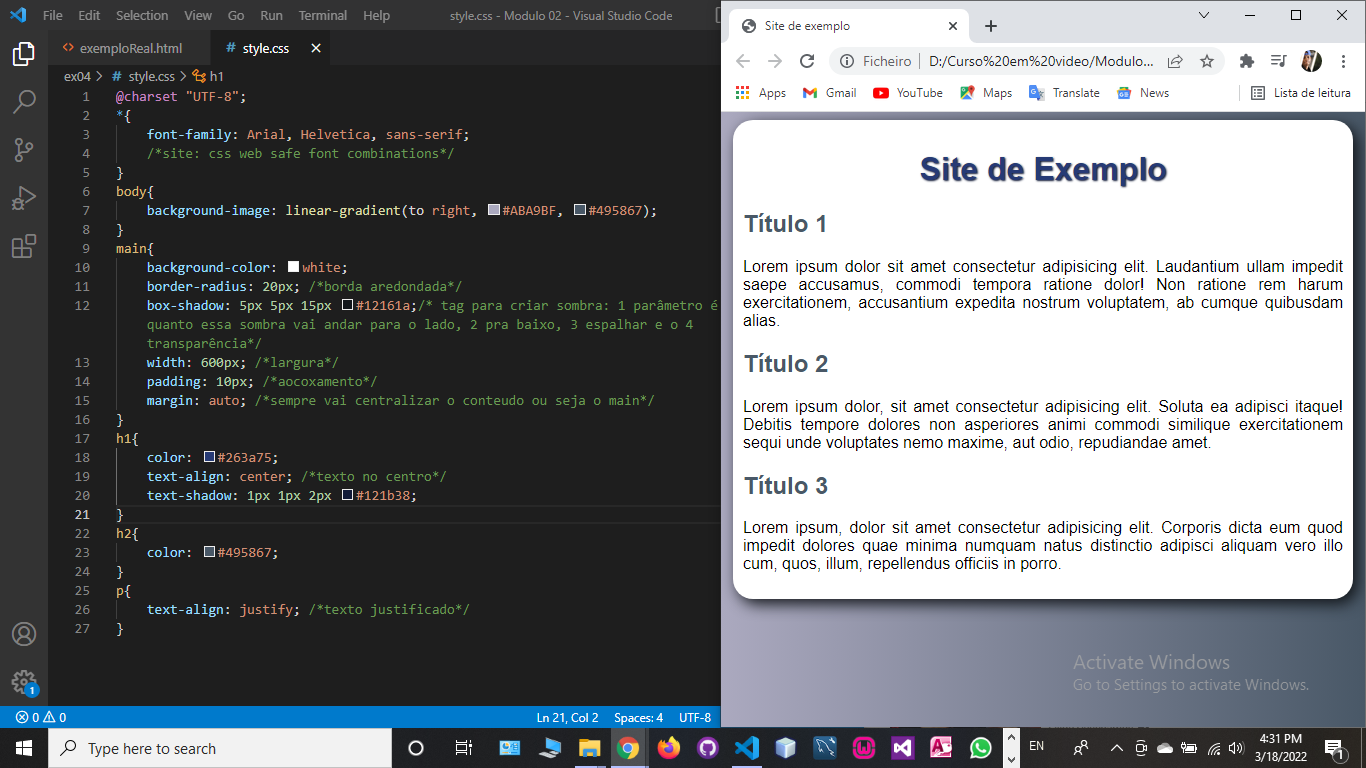 File Edit Selection View Go Run Terminal Help style.css - Modulo 02 - Visual Studio Code
exemploReal.html # style.css
ex04 > # style.css > h1
1 @charset "UTF-8";
2 *{
3 font-family: Arial, Helvetica, sans-serif;
4 /*site: css web safe font combinations*/
5 }
6 body{
7 background-image: linear-gradient(to right, #ABA9BF, #495867);
8 }
9 main{
10 background-color: white;
11 border-radius: 20px; /*borda aredondada*/
12 box-shadow: 5px 5px 15px #12161a;/* tag para criar sombra: 1 parâmetro é
quanto essa sombra vai andar para o lado, 2 pra baixo, 3 espalhar e o 4
transparência*/
13 width: 600px; /*largura*/
14 padding: 10px; /*aocoxamento*/
15 margin: auto; /*sempre vai centralizar o conteudo ou seja o main*/
16 }
17 h1{
18 color: #263a75;
19 text-align: center; /*texto no centro*/
20 text-shadow: 1px 1px 2px #121b38;
21 }
22 h2{
23 color: #495867;
24 }
25 p{
26 text-align: justify; /*texto justificado*/
27 }
1
0 0 Ln 21, Col 2 Spaces: 4 UTF-8
Site de exemplo
Ficheiro | D:/Curso%20em%20video/Modulo...
Apps Gmail YouTube Maps Translate News Lista de leitura
Site de Exemplo
Título 1
Lorem ipsum dolor sit amet consectetur adipisicing elit. Laudantium ullam impedit
saepe accusamus, commodi tempora ratione dolor! Non ratione rem harum
exercitationem, accusantium expedita nostrum voluptatem, ab cumque quibusdam
alias.
Título 2
Lorem ipsum dolor, sit amet consectetur adipisicing elit. Soluta ea adipisci itaque!
Debitis tempore dolores non asperiores animi commodi similique exercitationem
sequi unde voluptates nemo maxime, aut odio, repudiandae amet.
Título 3
Lorem ipsum, dolor sit amet consectetur adipisicing elit. Corporis dicta eum quod
impedit dolores quae minima numquam natus distinctio adipisci aliquam vero illo
cum, quos, illum, repellendus officiis in porro.
Activate Windows
Go to Settings to activate Windows.
Type here to search
EN
4:31 PM
3/18/2022
1